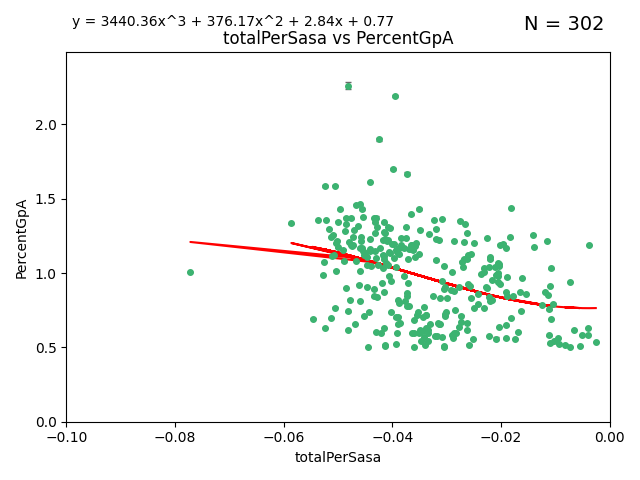 y = 3440.36x^3 + 376.17x^2 + 2.84x + 0.77
N = 302
totalPerSasa vs PercentGpA
2.0
1.5
1.0
0.5
0.0
PercentGpA
−0.10 −0.08 −0.06 −0.04 −0.02 0.00
totalPerSasa